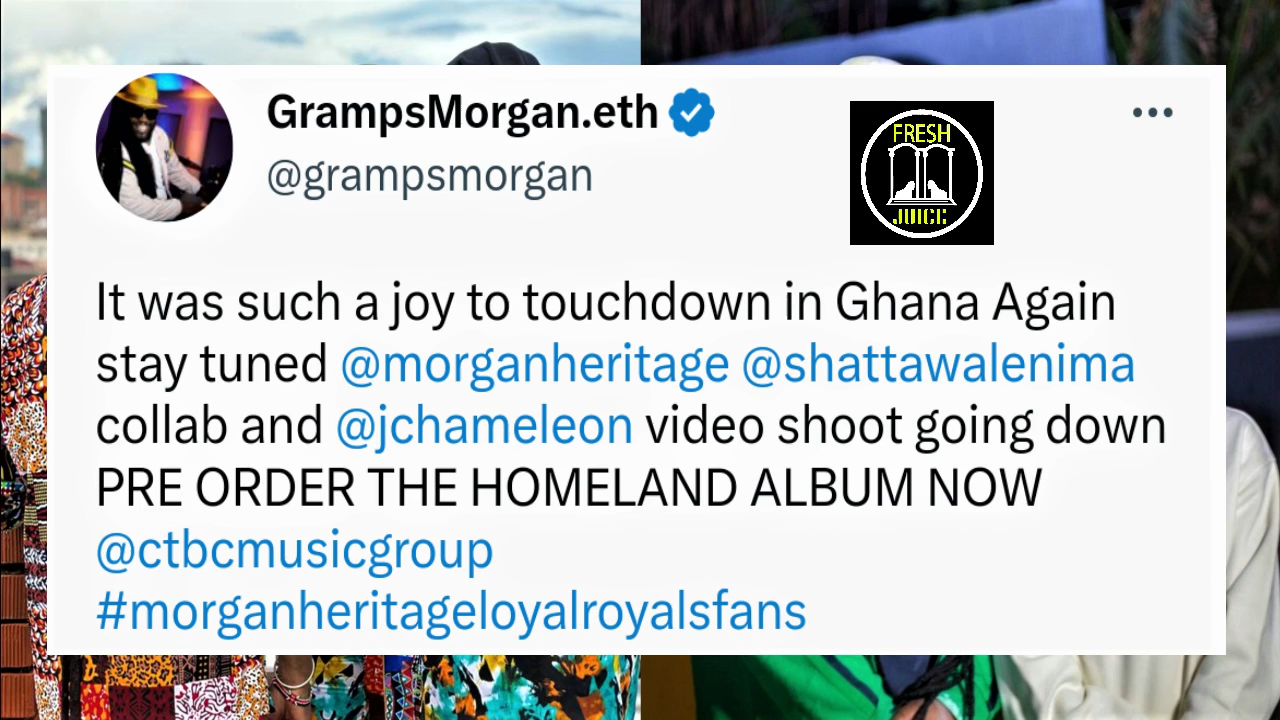 GrampsMorgan.eth
@grampsmorgan
FRESH
JUICE
It was such a joy to touchdown in Ghana Again
stay tuned @morganheritage @shattawalenima
collab and @jchameleon video shoot going down
PRE ORDER THE HOMELAND ALBUM NOW
@ctbcmusicgroup
#morganheritageloyalroyalsfans